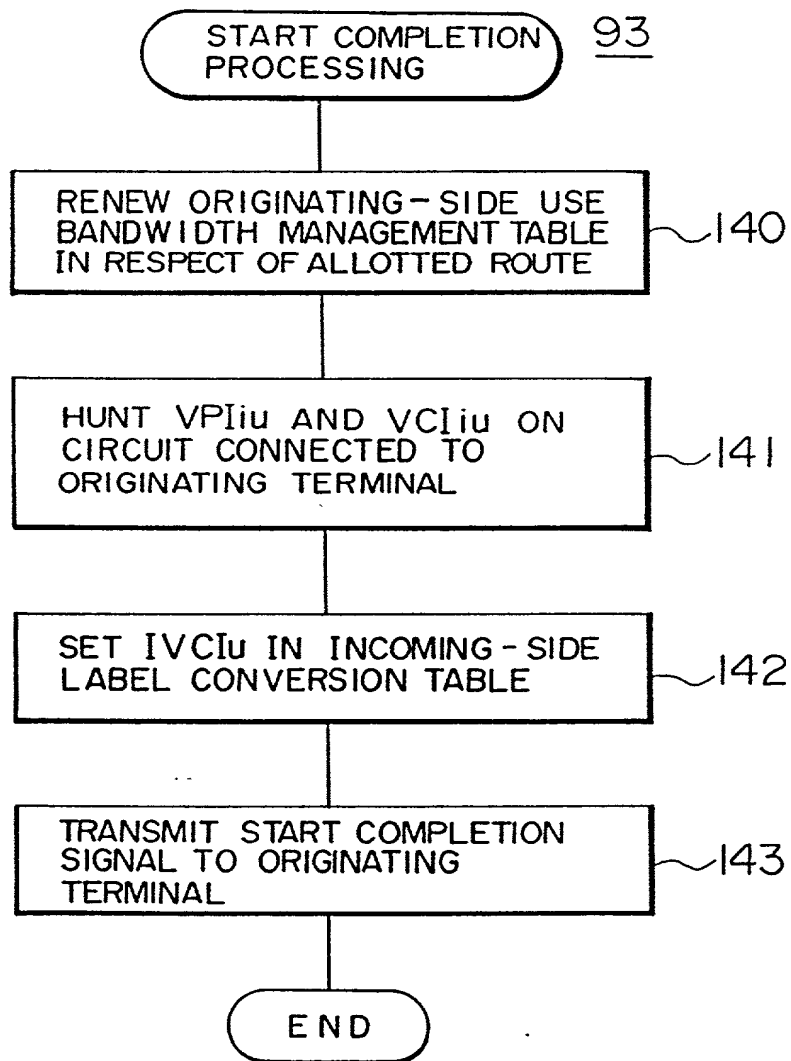 START COMPLETION
PROCESSING
93
RENEW ORIGINATING-SIDE USE
BANDWIDTH MANAGEMENT TABLE
IN RESPECT OF ALLOTTED ROUTE
140
HUNT VPIiu AND VCIiu ON
CIRCUIT CONNECTED TO
ORIGINATING TERMINAL
141
SET IVCIu IN INCOMING-SIDE
LABEL CONVERSION TABLE
142
TRANSMIT START COMPLETION
SIGNAL TO ORIGINATING
TERMINAL
143
END